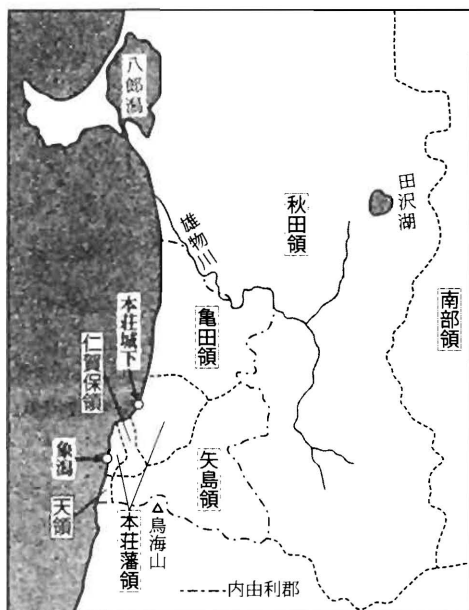 八郎潟
田沢湖
秋田領
雄物川
南部領
本荘城下
亀田領
仁賀保領
象潟
矢島領
天領
本荘藩領
△鳥海山
内由利郡